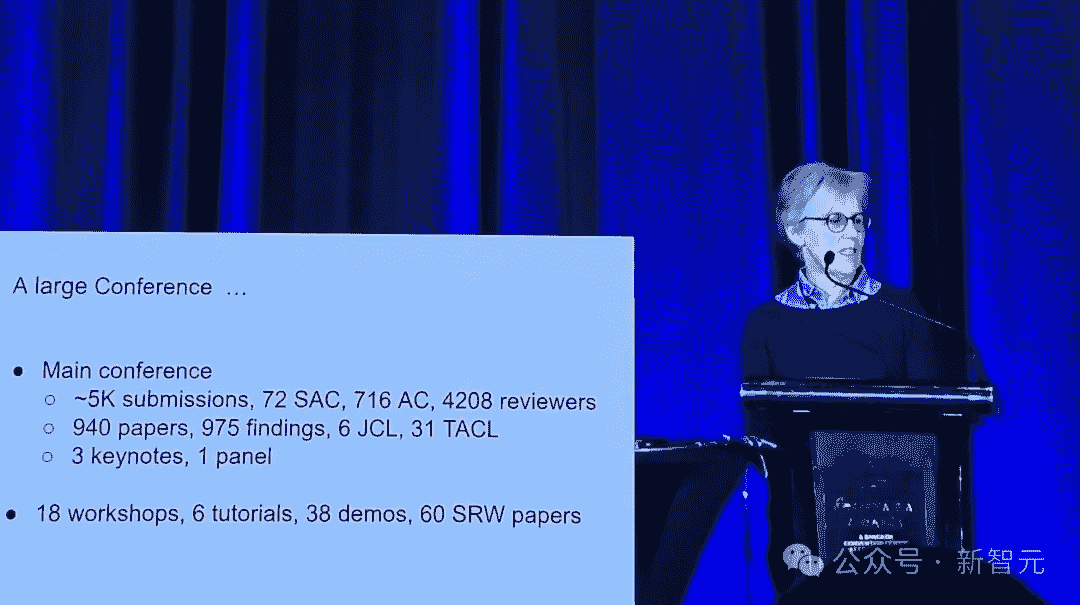 A large Conference ...
● Main conference
○ ~5K submissions, 72 SAC, 716 AC, 4208 reviewers
○ 940 papers, 975 findings, 6 JCL, 31 TACL
○ 3 keynotes, 1 panel
● 18 workshops, 6 tutorials, 38 demos, 60 SRW papers
公众号 · 新智元